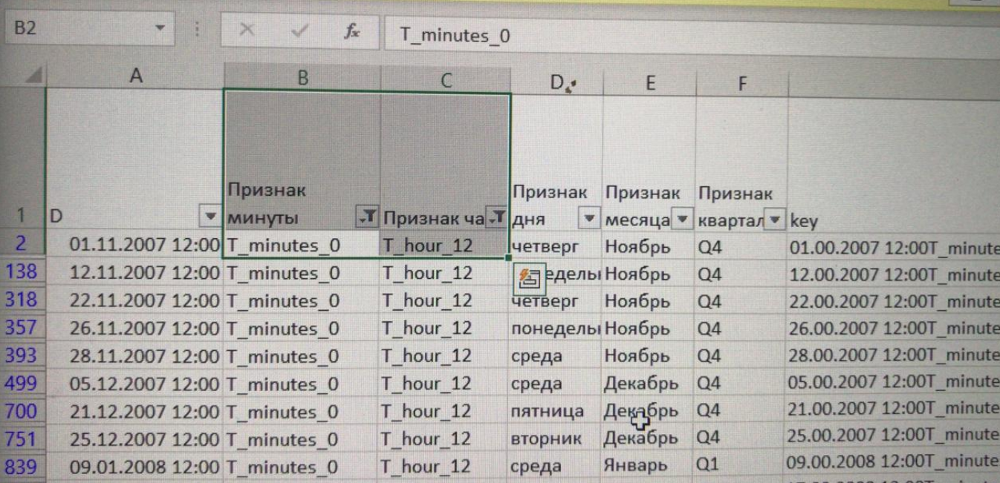 B2 fx T_minutes_0
A B C D E F
1 D Признак минуты Признак ча Признак дня Признак месяца Признак квартал key
2 01.11.2007 12:00 T_minutes_0 T_hour_12 четверг Ноябрь Q4 01.00.2007 12:00T_minute
138 12.11.2007 12:00 T_minutes_0 T_hour_12 едельн Ноябрь Q4 12.00.2007 12:00T_minute
318 22.11.2007 12:00 T_minutes_0 T_hour_12 четверг Ноябрь Q4 22.00.2007 12:00T_minute
357 26.11.2007 12:00 T_minutes_0 T_hour_12 понедельн Ноябрь Q4 26.00.2007 12:00T_minute
393 28.11.2007 12:00 T_minutes_0 T_hour_12 среда Ноябрь Q4 28.00.2007 12:00T_minute
499 05.12.2007 12:00 T_minutes_0 T_hour_12 среда Декабрь Q4 05.00.2007 12:00T_minute
700 21.12.2007 12:00 T_minutes_0 T_hour_12 пятница Декабрь Q4 21.00.2007 12:00T_minute
751 25.12.2007 12:00 T_minutes_0 T_hour_12 вторник Декабрь Q4 25.00.2007 12:00T_minute
839 09.01.2008 12:00 T_minutes_0 T_hour_12 среда Январь Q1 09.00.2008 12:00T_minute